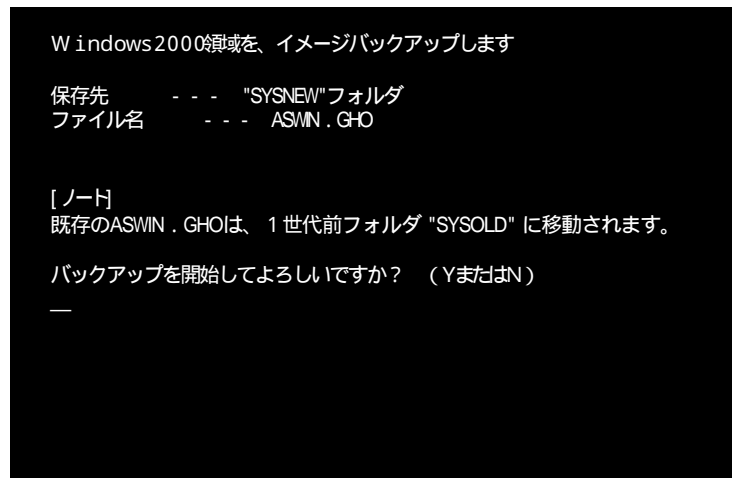 Windows2000領域を、イメージバックアップします
保存先 - - - "SYSNEW"フォルダ
ファイル名 - - - ASWIN.GHO
[ノート]
既存のASWIN.GHOは、1世代前フォルダ "SYSOLD" に移動されます。
バックアップを開始してよろしいですか? (YまたはN)